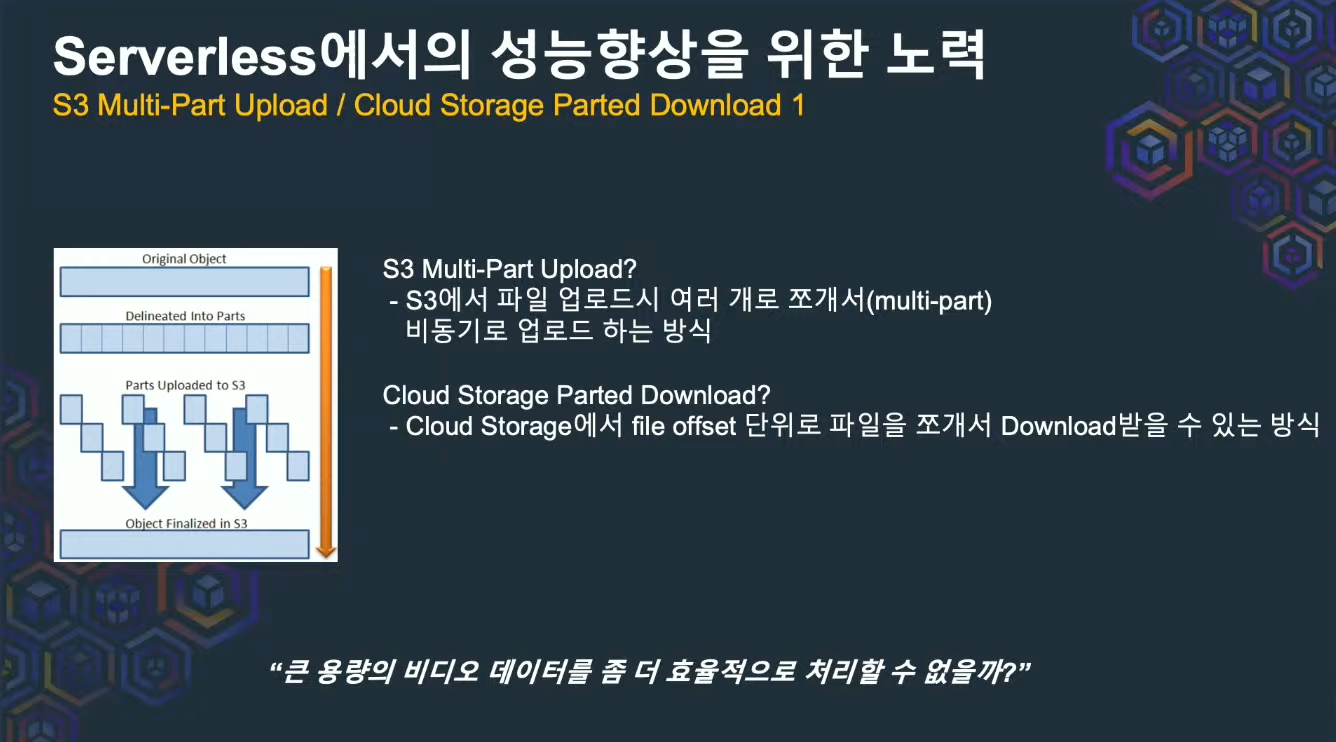 Serverless에서의 성능향상을 위한 노력
S3 Multi-Part Upload / Cloud Storage Parted Download 1
Original Object
Delineated Into Parts
Parts Uploaded to S3
Object Finalized in S3
S3 Multi-Part Upload?
- S3에서 파일 업로드시 여러 개로 쪼개서(multi-part)
비동기로 업로드 하는 방식
Cloud Storage Parted Download?
- Cloud Storage에서 file offset 단위로 파일을 쪼개서 Download받을 수 있는 방식
“큰 용량의 비디오 데이터를 좀 더 효율적으로 처리할 수 없을까?”